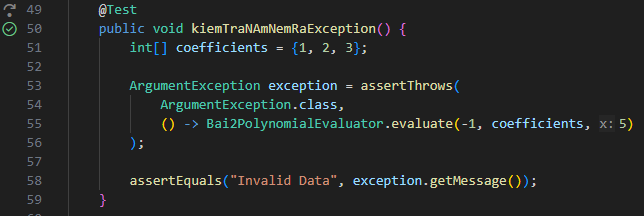 49 @Test
50 public void kiemTraNAmNemRaException() {
51 int[] coefficients = {1, 2, 3};
52
53 ArgumentException exception = assertThrows(
54 ArgumentException.class,
55 () -> Bai2PolynomialEvaluator.evaluate(-1, coefficients, x: 5)
56 );
57
58 assertEquals("Invalid Data", exception.getMessage());
59 }